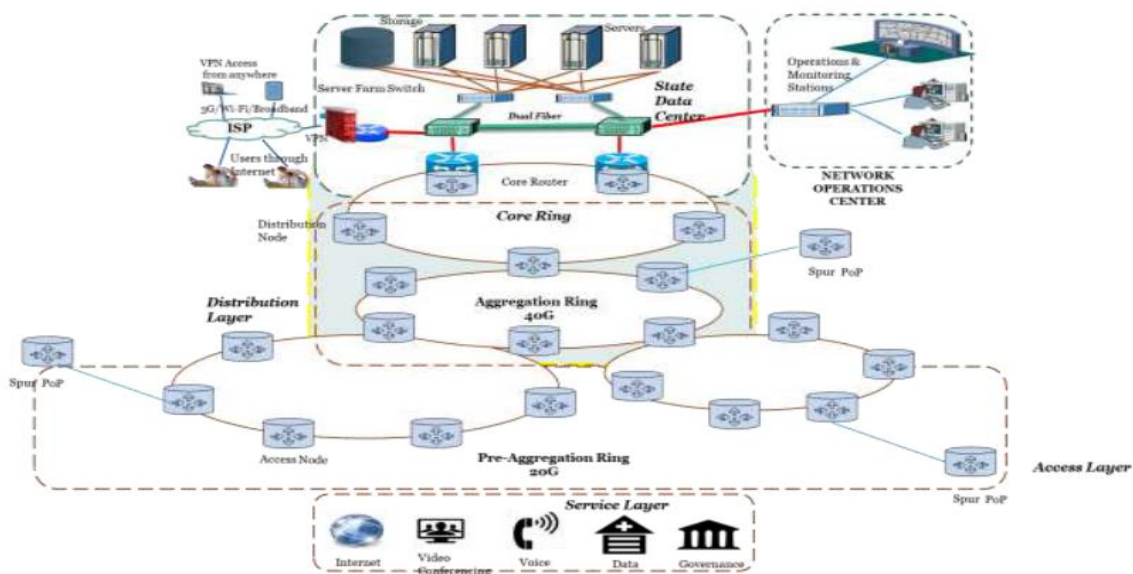 Storage
Servers
VPN Access
from anywhere
Server Farm Switch
State
Data
Center
3G/Wi-Fi/Broadband
ISP
VPN
Dual Fiber
Users through
Internet
Core Router
Operations &
Monitoring
Stations
NETWORK
OPERATIONS
CENTER
Distribution
Node
Core Ring
Spur PoP
Distribution
Layer
Aggregation Ring
40G
Spur PoP
Access Node
Pre-Aggregation Ring
20G
Access Layer
Spur PoP
Service Layer
Internet
Video
Conferencing
Voice
Data
Governance